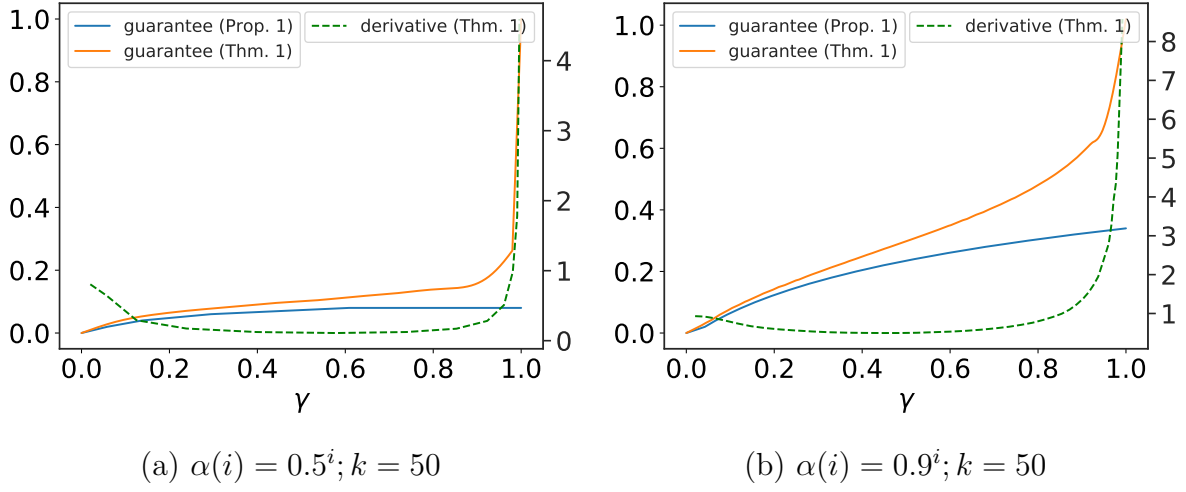 guarantee (Prop. 1)
guarantee (Thm. 1)
derivative (Thm. 1)
1.0
0.8
0.6
0.4
0.2
0.0
4
3
2
1
0
0.0 0.2 0.4 0.6 0.8 1.0
γ
(a) α(i) = 0.5^i; k = 50
guarantee (Prop. 1)
guarantee (Thm. 1)
derivative (Thm. 1)
1.0
0.8
0.6
0.4
0.2
0.0
8
7
6
5
4
3
2
1
0.0 0.2 0.4 0.6 0.8 1.0
γ
(b) α(i) = 0.9^i; k = 50